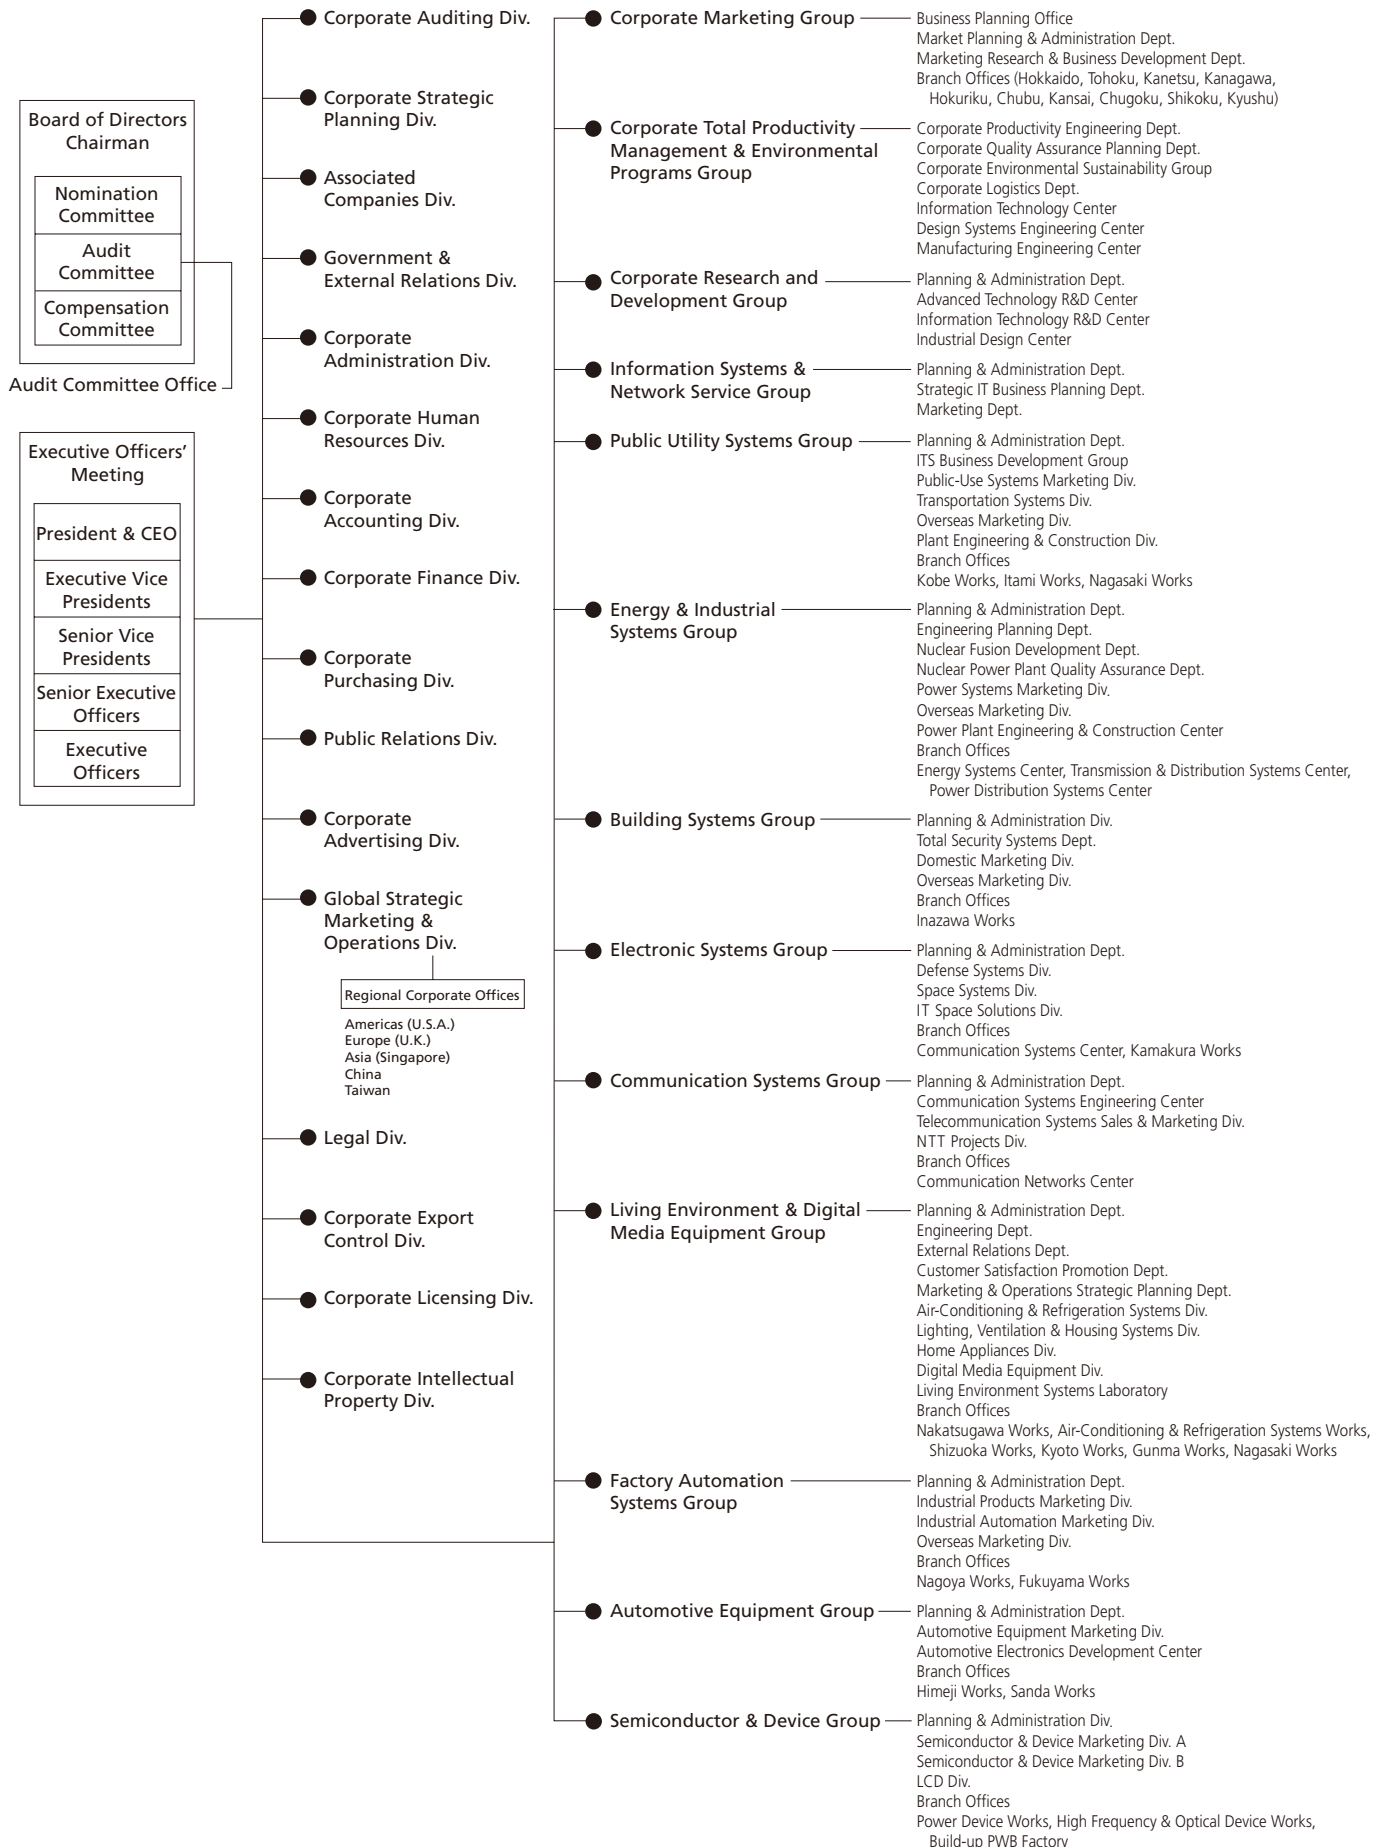 Board of Directors
Chairman
Nomination
Committee
Audit
Committee
Compensation
Committee
Audit Committee Office
Executive Officers'
Meeting
President & CEO
Executive Vice
Presidents
Senior Vice
Presidents
Senior Executive
Officers
Executive
Officers
Corporate Auditing Div.
Corporate Strategic
Planning Div.
Associated
Companies Div.
Government &
External Relations Div.
Corporate
Administration Div.
Corporate Human
Resources Div.
Corporate
Accounting Div.
Corporate Finance Div.
Corporate
Purchasing Div.
Public Relations Div.
Corporate
Advertising Div.
Global Strategic
Marketing &
Operations Div.
Regional Corporate Offices
Americas (U.S.A.)
Europe (U.K.)
Asia (Singapore)
China
Taiwan
Legal Div.
Corporate Export
Control Div.
Corporate Licensing Div.
Corporate Intellectual
Property Div.
Corporate Marketing Group
Business Planning Office
Market Planning & Administration Dept.
Marketing Research & Business Development Dept.
Branch Offices (Hokkaido, Tohoku, Kanetsu, Kanagawa,
Hokuriku, Chubu, Kansai, Chugoku, Shikoku, Kyushu)
Corporate Total Productivity
Management & Environmental
Programs Group
Corporate Productivity Engineering Dept.
Corporate Quality Assurance Planning Dept.
Corporate Environmental Sustainability Group
Corporate Logistics Dept.
Information Technology Center
Design Systems Engineering Center
Manufacturing Engineering Center
Corporate Research and
Development Group
Planning & Administration Dept.
Advanced Technology R&D Center
Information Technology R&D Center
Industrial Design Center
Information Systems &
Network Service Group
Planning & Administration Dept.
Strategic IT Business Planning Dept.
Marketing Dept.
Public Utility Systems Group
Planning & Administration Dept.
ITS Business Development Group
Public-Use Systems Marketing Div.
Transportation Systems Div.
Overseas Marketing Div.
Plant Engineering & Construction Div.
Branch Offices
Kobe Works, Itami Works, Nagasaki Works
Energy & Industrial
Systems Group
Planning & Administration Dept.
Engineering Planning Dept.
Nuclear Fusion Development Dept.
Nuclear Power Plant Quality Assurance Dept.
Power Systems Marketing Div.
Overseas Marketing Div.
Power Plant Engineering & Construction Center
Branch Offices
Energy Systems Center, Transmission & Distribution Systems Center,
Power Distribution Systems Center
Building Systems Group
Planning & Administration Div.
Total Security Systems Dept.
Domestic Marketing Div.
Overseas Marketing Div.
Branch Offices
Inazawa Works
Electronic Systems Group
Planning & Administration Dept.
Defense Systems Div.
Space Systems Div.
IT Space Solutions Div.
Branch Offices
Communication Systems Center, Kamakura Works
Communication Systems Group
Planning & Administration Dept.
Communication Systems Engineering Center
Telecommunication Systems Sales & Marketing Div.
NTT Projects Div.
Branch Offices
Communication Networks Center
Living Environment & Digital
Media Equipment Group
Planning & Administration Dept.
Engineering Dept.
External Relations Dept.
Customer Satisfaction Promotion Dept.
Marketing & Operations Strategic Planning Dept.
Air-Conditioning & Refrigeration Systems Div.
Lighting, Ventilation & Housing Systems Div.
Home Appliances Div.
Digital Media Equipment Div.
Living Environment Systems Laboratory
Branch Offices
Nakatsugawa Works, Air-Conditioning & Refrigeration Systems Works,
Shizuoka Works, Kyoto Works, Gunma Works, Nagasaki Works
Factory Automation
Systems Group
Planning & Administration Dept.
Industrial Products Marketing Div.
Industrial Automation Marketing Div.
Overseas Marketing Div.
Branch Offices
Nagoya Works, Fukuyama Works
Automotive Equipment Group
Planning & Administration Dept.
Automotive Equipment Marketing Div.
Automotive Electronics Development Center
Branch Offices
Himeji Works, Sanda Works
Semiconductor & Device Group
Planning & Administration Div.
Semiconductor & Device Marketing Div. A
Semiconductor & Device Marketing Div. B
LCD Div.
Branch Offices
Power Device Works, High Frequency & Optical Device Works,
Build-up PWB Factory